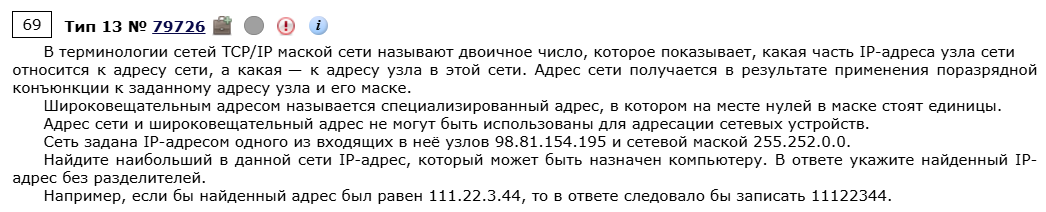 69 Тип 13 № 79726 i
В терминологии сетей TCP/IP маской сети называют двоичное число, которое показывает, какая часть IP-адреса узла сети
относится к адресу сети, а какая — к адресу узла в этой сети. Адрес сети получается в результате применения поразрядной
конъюнкции к заданному адресу узла и его маске.
Широковещательным адресом называется специализированный адрес, в котором на месте нулей в маске стоят единицы.
Адрес сети и широковещательный адрес не могут быть использованы для адресации сетевых устройств.
Сеть задана IP-адресом одного из входящих в неё узлов 98.81.154.195 и сетевой маской 255.252.0.0.
Найдите наибольший в данной сети IP-адрес, который может быть назначен компьютеру. В ответе укажите найденный IP-
адрес без разделителей.
Например, если бы найденный адрес был равен 111.22.3.44, то в ответе следовало бы записать 11122344.